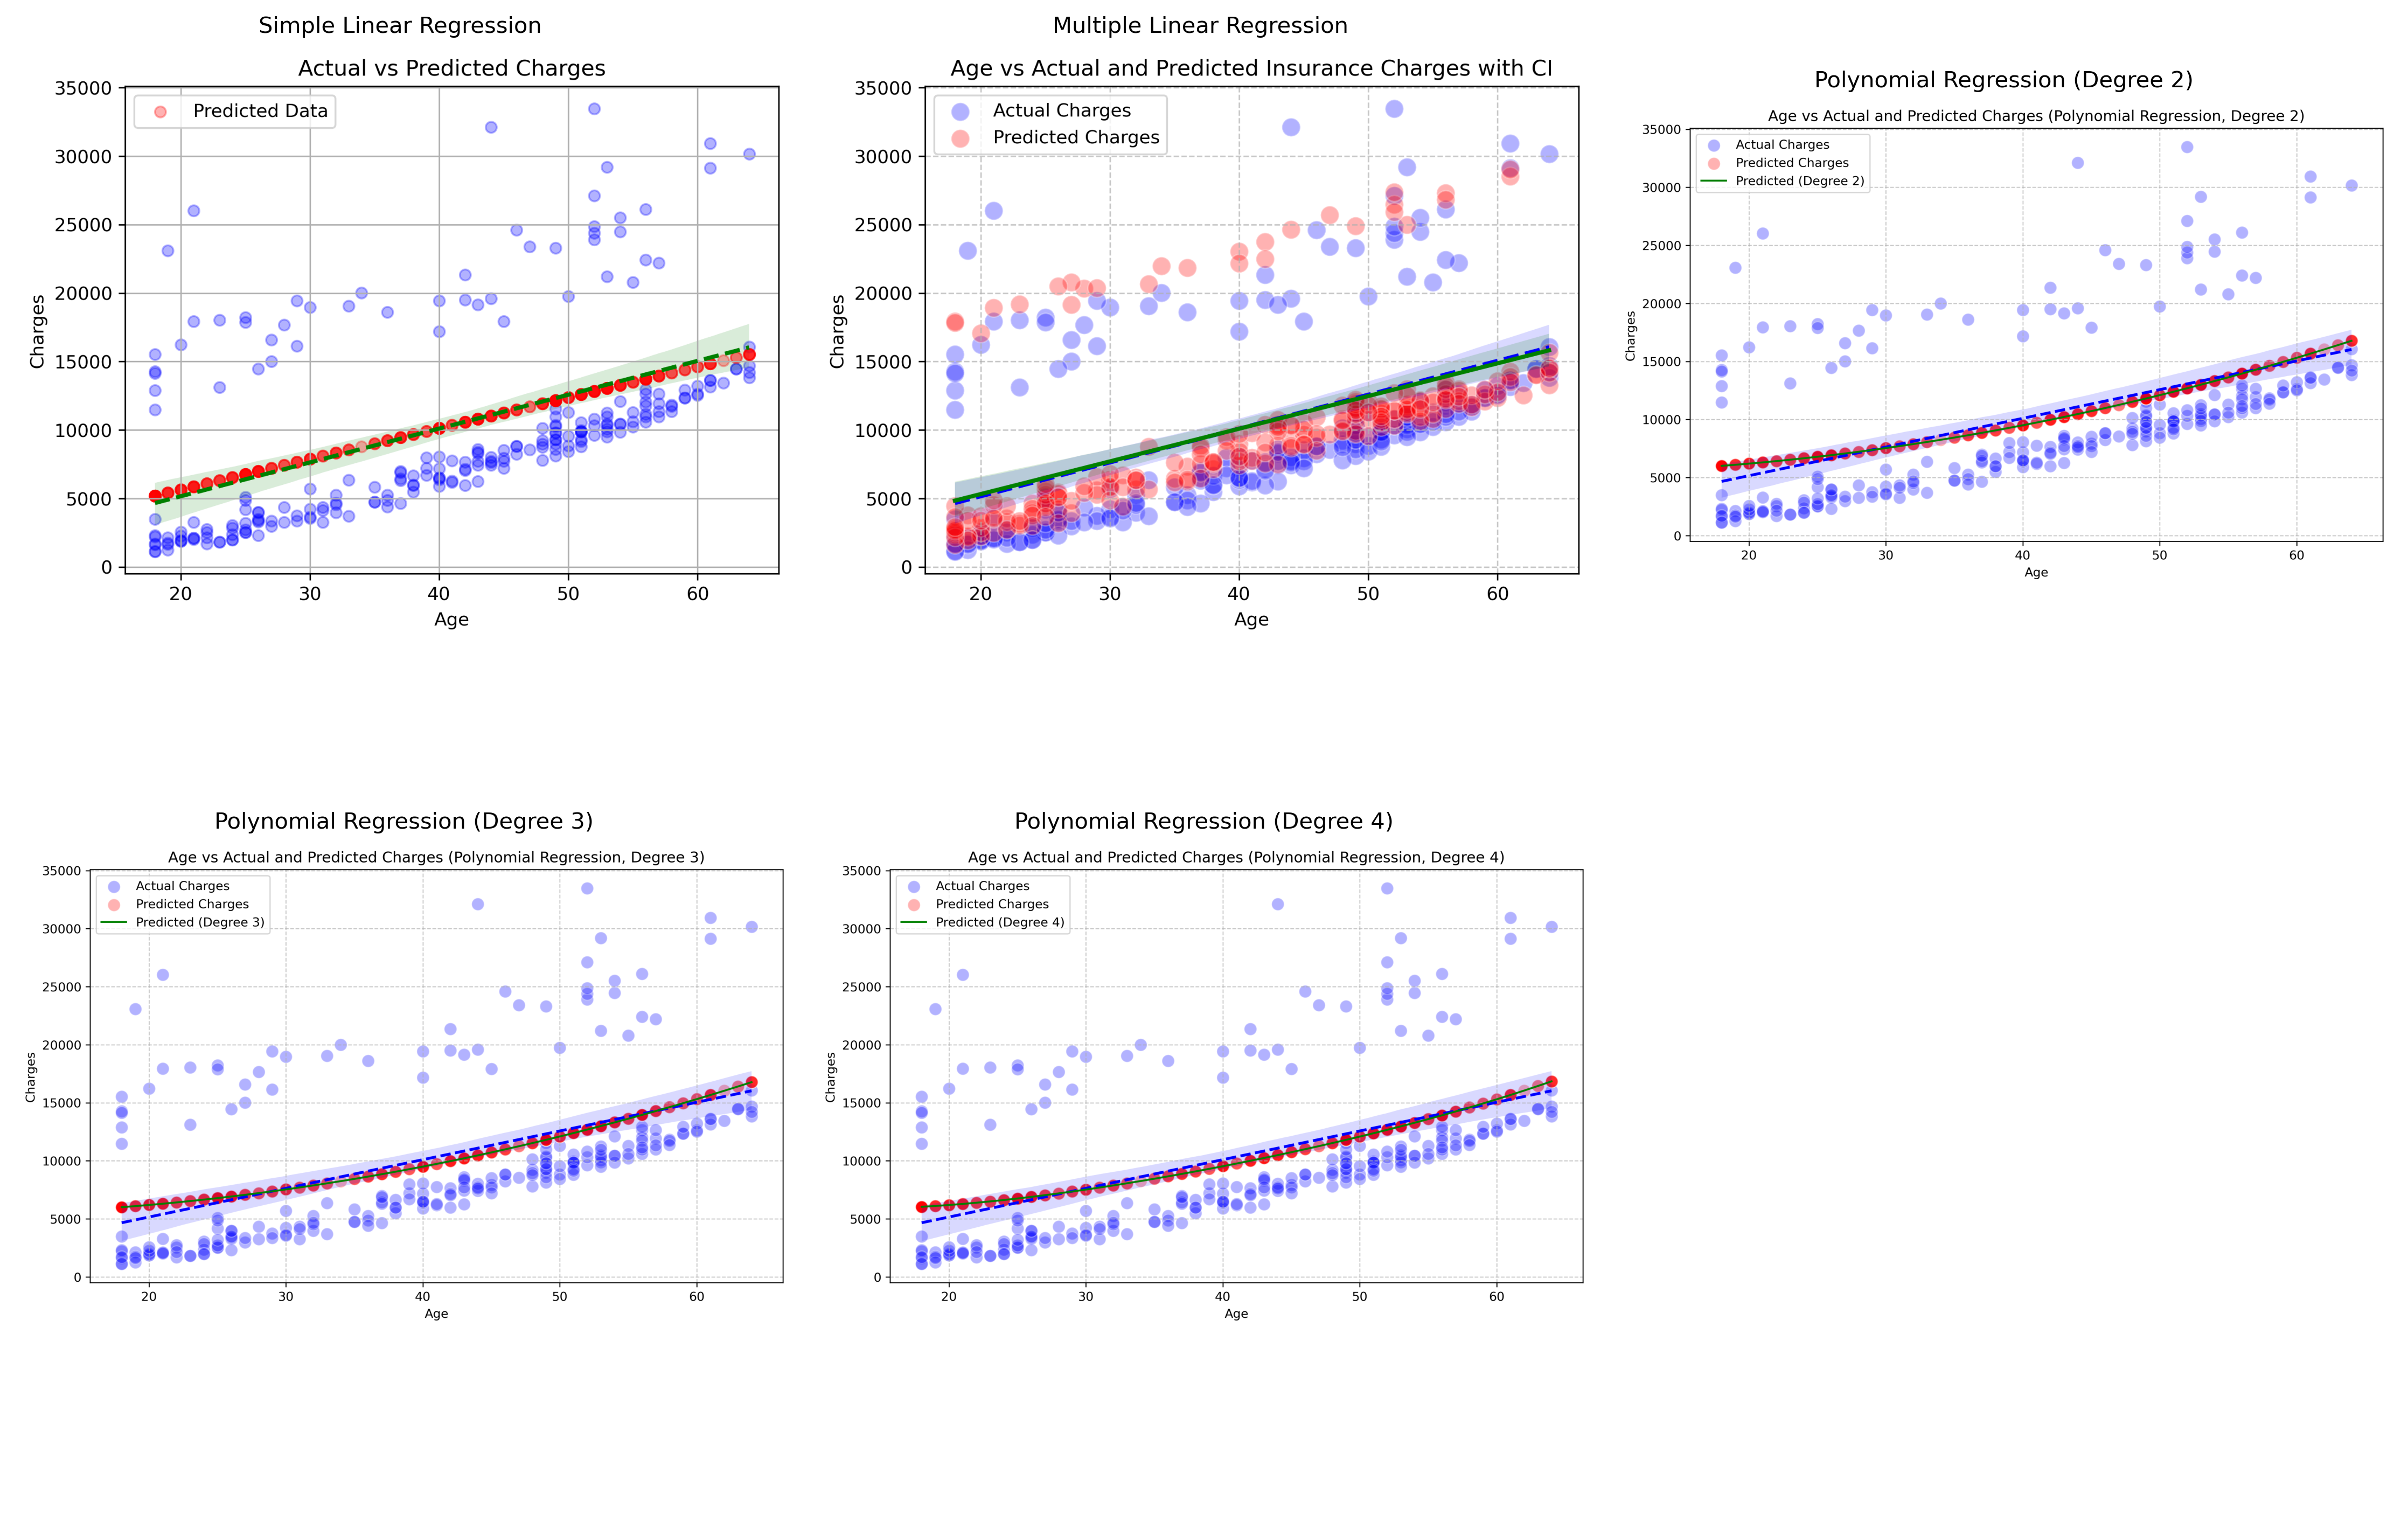 Simple Linear Regression
Actual vs Predicted Charges
Predicted Data
35000
30000
25000
20000
15000
10000
5000
0
Charges
20 30 40 50 60
Age
Multiple Linear Regression
Age vs Actual and Predicted Insurance Charges with CI
Actual Charges
Predicted Charges
35000
30000
25000
20000
15000
10000
5000
0
Charges
20 30 40 50 60
Age
Polynomial Regression (Degree 2)
Age vs Actual and Predicted Charges (Polynomial Regression, Degree 2)
Actual Charges
Predicted Charges
Predicted (Degree 2)
35000
30000
25000
20000
15000
10000
5000
0
Charges
20 30 40 50 60
Age
Polynomial Regression (Degree 3)
Age vs Actual and Predicted Charges (Polynomial Regression, Degree 3)
Actual Charges
Predicted Charges
Predicted (Degree 3)
35000
30000
25000
20000
15000
10000
5000
0
Charges
20 30 40 50 60
Age
Polynomial Regression (Degree 4)
Age vs Actual and Predicted Charges (Polynomial Regression, Degree 4)
Actual Charges
Predicted Charges
Predicted (Degree 4)
35000
30000
25000
20000
15000
10000
5000
0
Charges
20 30 40 50 60
Age